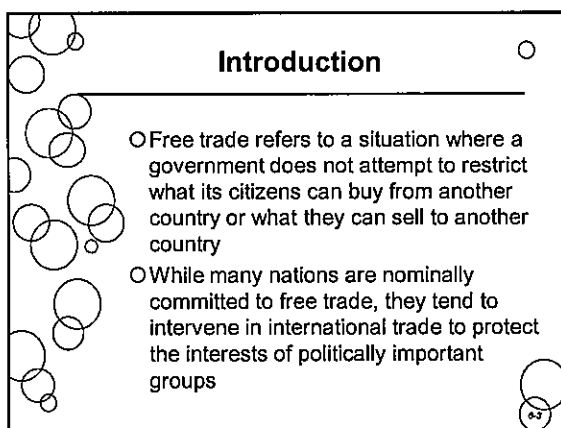 Introduction
Free trade refers to a situation where a
government does not attempt to restrict
what its citizens can buy from another
country or what they can sell to another
country
While many nations are nominally
committed to free trade, they tend to
intervene in international trade to protect
the interests of politically important
groups